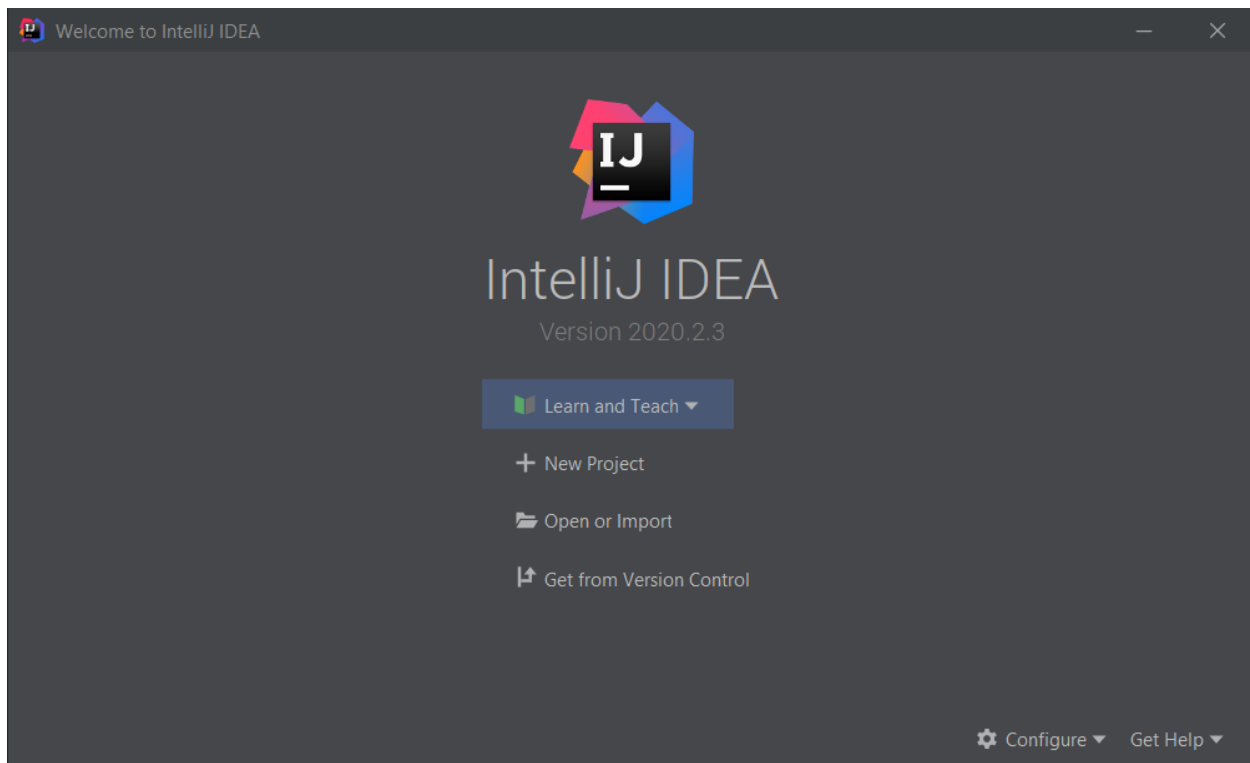 Welcome to IntelliJ IDEA
IJ
IntelliJ IDEA
Version 2020.2.3
Learn and Teach
New Project
Open or Import
Get from Version Control
Configure Get Help